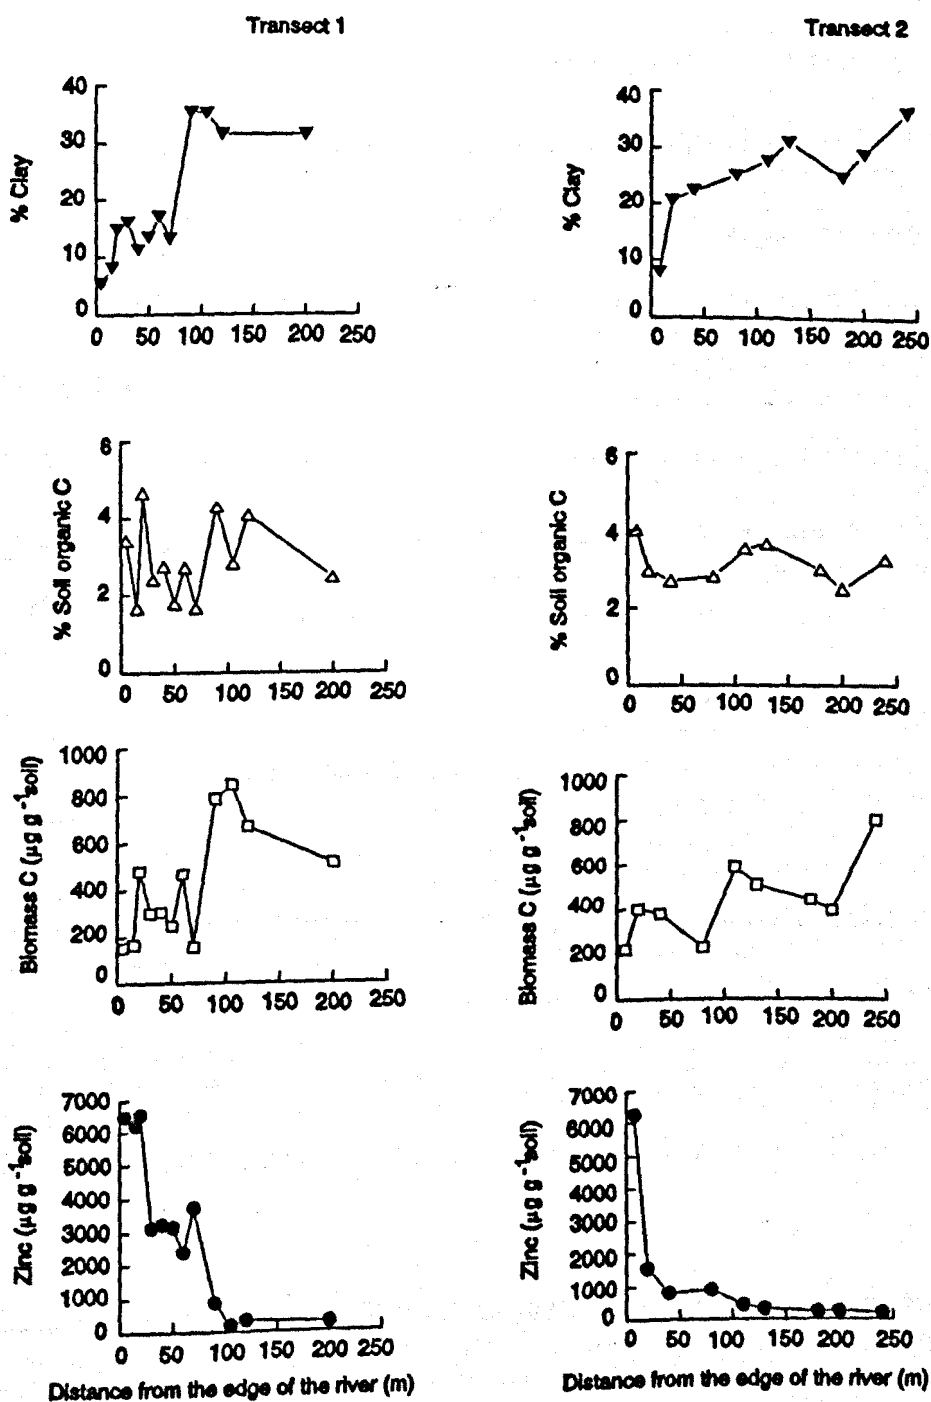 Transect 1
Transect 2
% Clay
40
30
20
10
0
0 50 100 150 200 250
% Clay
40
30
20
10
0
0 50 100 150 200 250
% Soil organic C
6
4
2
0
0 50 100 150 200 250
% Soil organic C
6
4
2
0
0 50 100 150 200 250
Biomass C (µg g⁻¹soil)
1000
800
600
400
200
0
0 50 100 150 200 250
Biomass C (µg g⁻¹soil)
1000
800
600
400
200
0
0 50 100 150 200 250
Zinc (µg g⁻¹soil)
7000
6000
5000
4000
3000
2000
1000
0
0 50 100 150 200 250
Distance from the edge of the river (m)
Zinc (µg g⁻¹soil)
7000
6000
5000
4000
3000
2000
1000
0
0 50 100 150 200 250
Distance from the edge of the river (m)